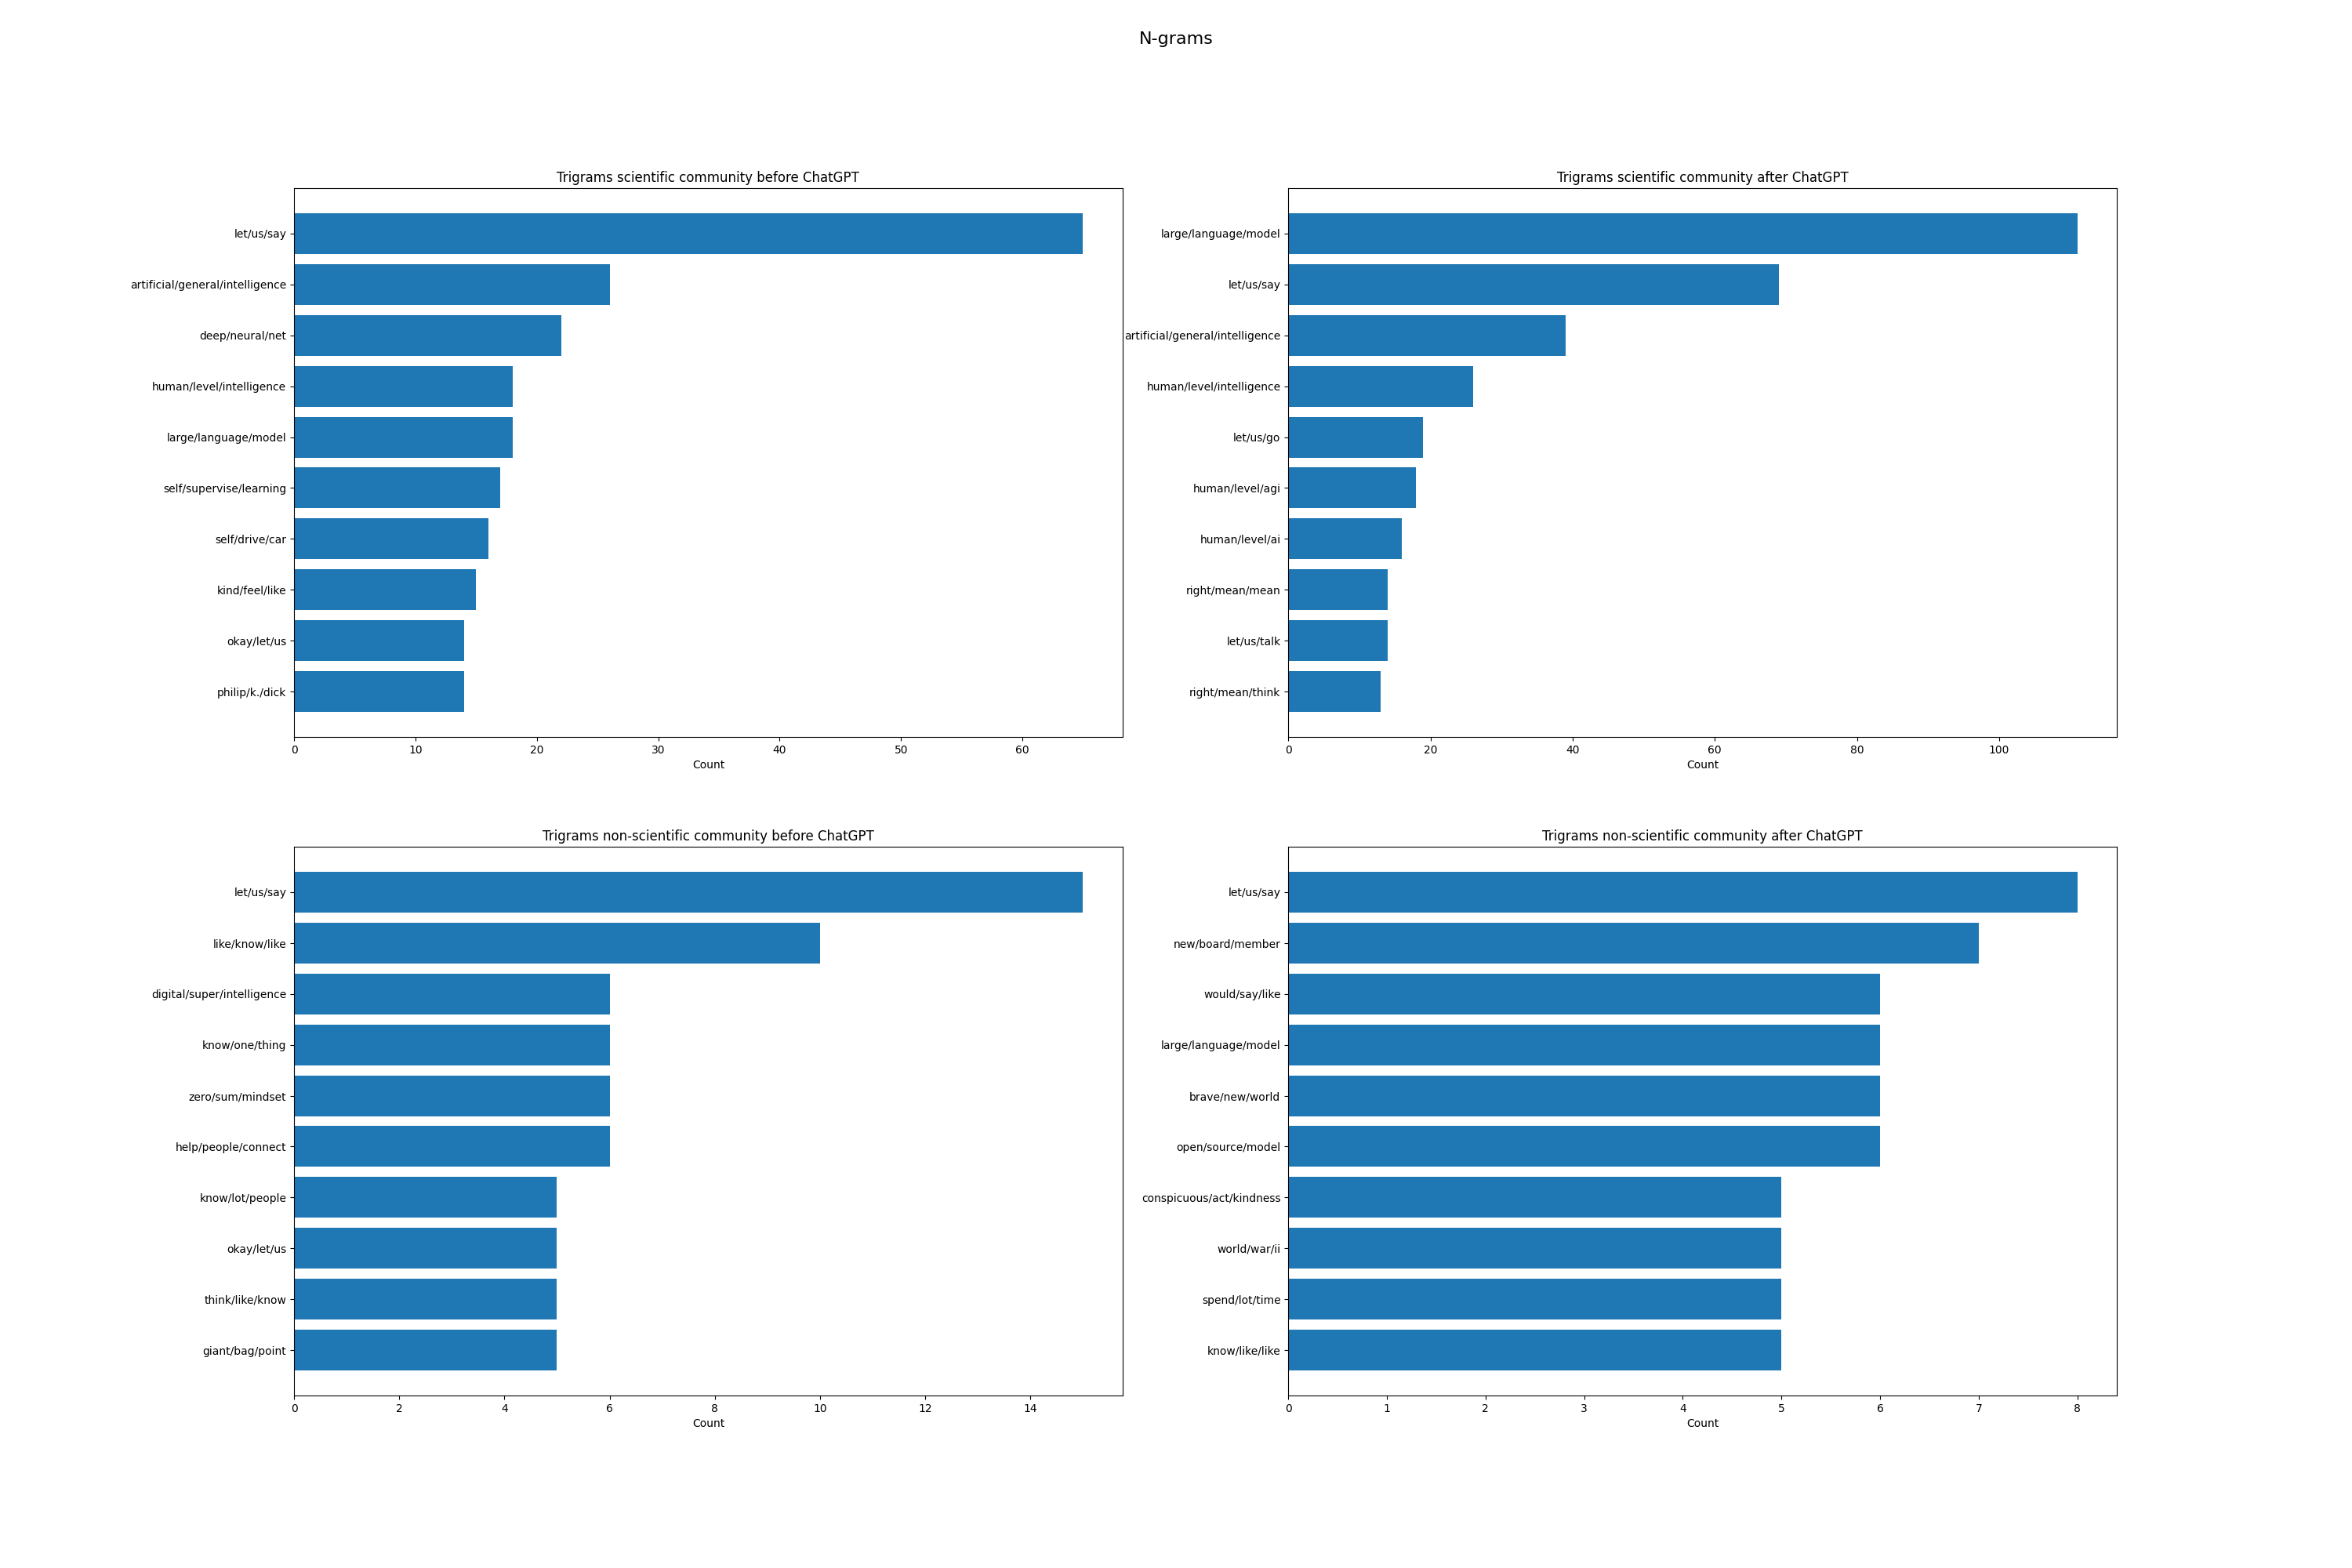 N-grams
Trigrams scientific community before ChatGPT
let/us/say
artificial/general/intelligence
deep/neural/net
human/level/intelligence
large/language/model
self/supervise/learning
self/drive/car
kind/feel/like
okay/let/us
philip/k./dick
0 10 20 30 40 50 60
Count
Trigrams scientific community after ChatGPT
large/language/model
let/us/say
artificial/general/intelligence
human/level/intelligence
let/us/go
human/level/agi
human/level/ai
right/mean/mean
let/us/talk
right/mean/think
0 20 40 60 80 100
Count
Trigrams non-scientific community before ChatGPT
let/us/say
like/know/like
digital/super/intelligence
know/one/thing
zero/sum/mindset
help/people/connect
know/lot/people
okay/let/us
think/like/know
giant/bag/point
0 2 4 6 8 10 12 14
Count
Trigrams non-scientific community after ChatGPT
let/us/say
new/board/member
would/say/like
large/language/model
brave/new/world
open/source/model
conspicuous/act/kindness
world/war/ii
spend/lot/time
know/like/like
0 1 2 3 4 5 6 7 8
Count